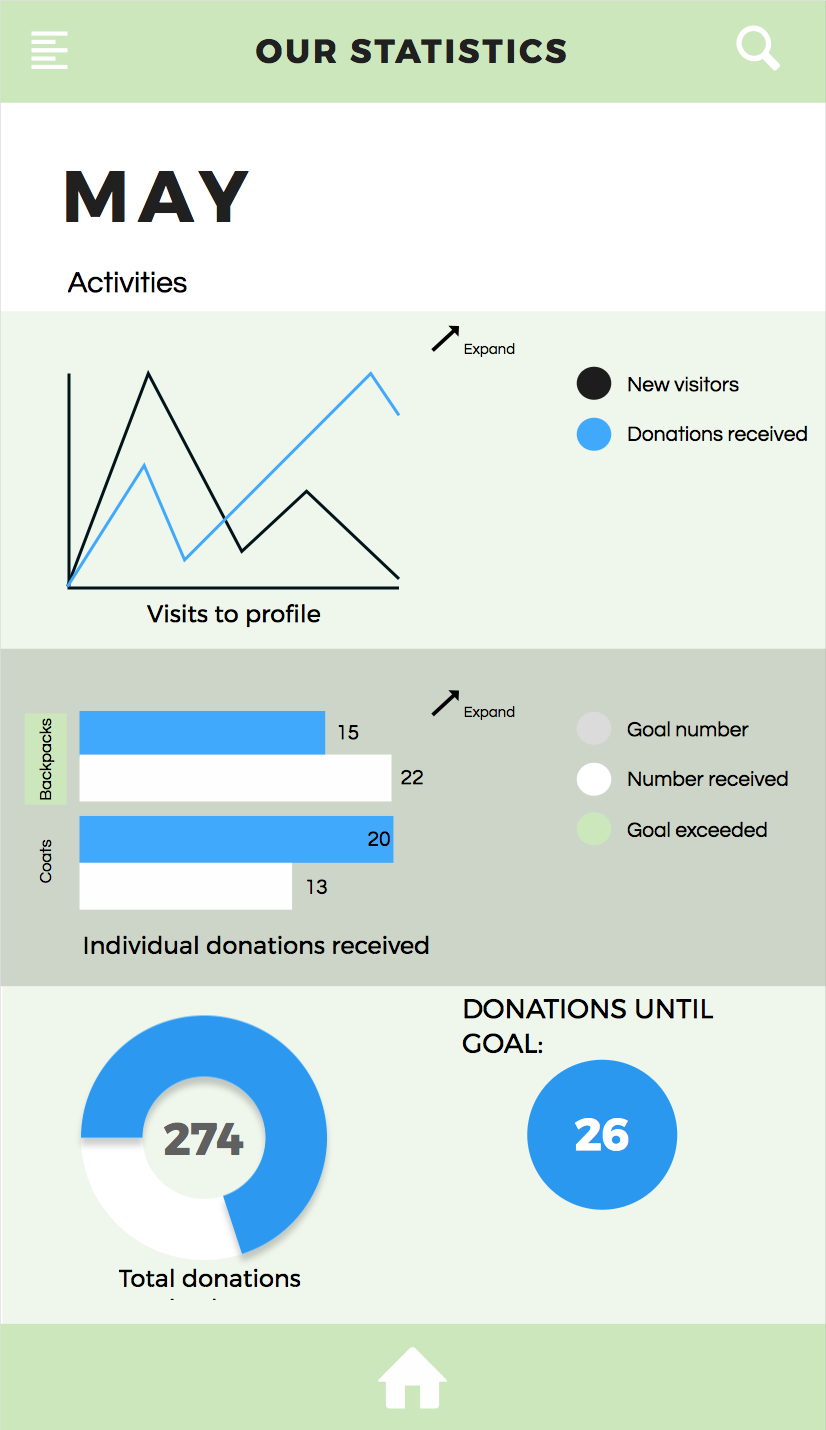 OUR STATISTICS
MAY
Activities
Expand
New visitors
Donations received
Visits to profile
Expand
Backpacks
15
22
Coats
20
13
Goal number
Number received
Goal exceeded
Individual donations received
DONATIONS UNTIL
GOAL:
274
26
Total donations